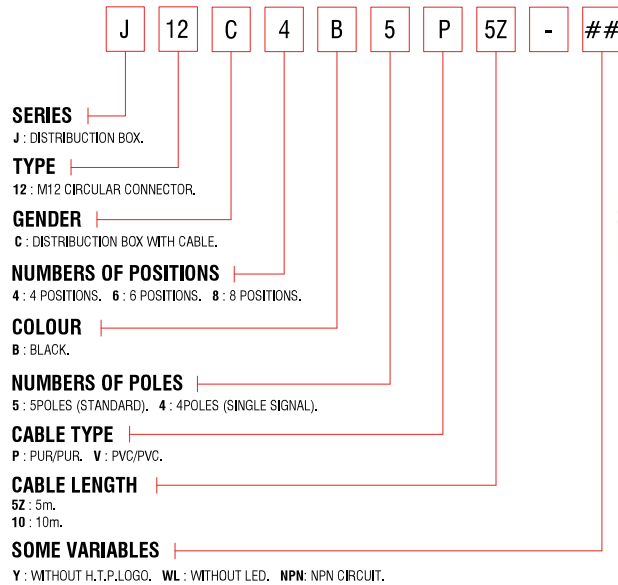 J 12 C 4 B 5 P 5Z - ##
SERIES
J : DISTRIBUCTION BOX.
TYPE
12 : M12 CIRCULAR CONNECTOR.
GENDER
C : DISTRIBUCTION BOX WITH CABLE.
NUMBERS OF POSITIONS
4 : 4 POSITIONS. 6 : 6 POSITIONS. 8 : 8 POSITIONS.
COLOUR
B : BLACK.
NUMBERS OF POLES
5 : 5POLES (STANDARD). 4 : 4POLES (SINGLE SIGNAL).
CABLE TYPE
P : PUR/PUR. V : PVC/PVC.
CABLE LENGTH
5Z : 5m.
10 : 10m.
SOME VARIABLES
Y : WITHOUT H.T.P.LOGO. WL : WITHOUT LED. NPN: NPN CIRCUIT.